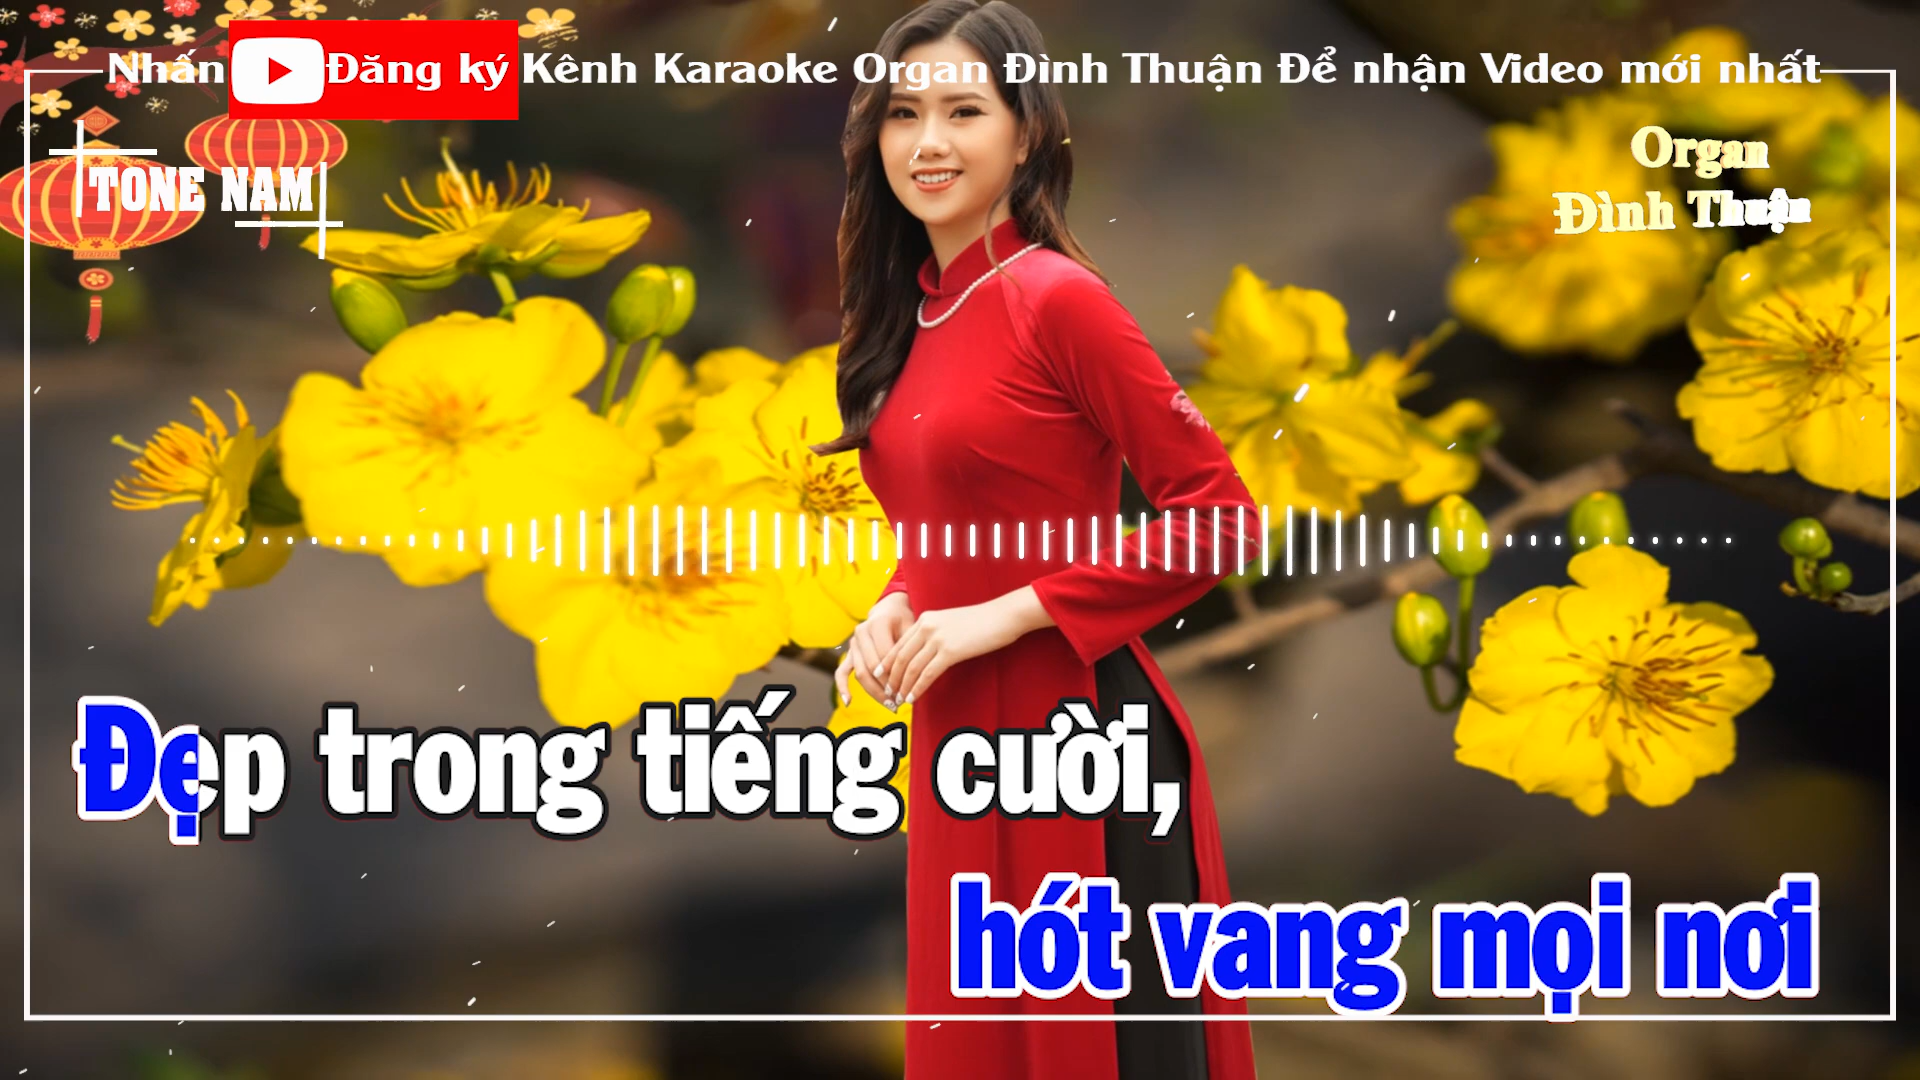 Nhấn Đăng ký Kênh Karaoke Organ Đình Thuận Để nhận Video mới nhất
TONE NAM
Organ
Đình Thuận
Đẹp trong tiếng cười,
hót vang mọi nơi